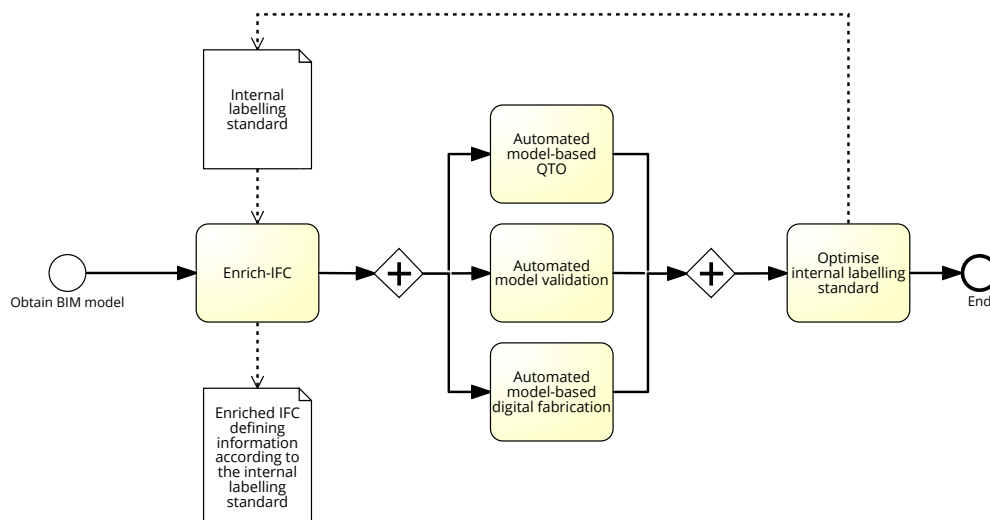 Internal
labelling
standard
Automated
model-based
QTO
Obtain BIM model
Enrich-IFC
Automated
model validation
Optimise
internal labelling
standard
End
Automated
model-based
digital fabrication
Enriched IFC
defining
information
according to
the internal
labelling
standard